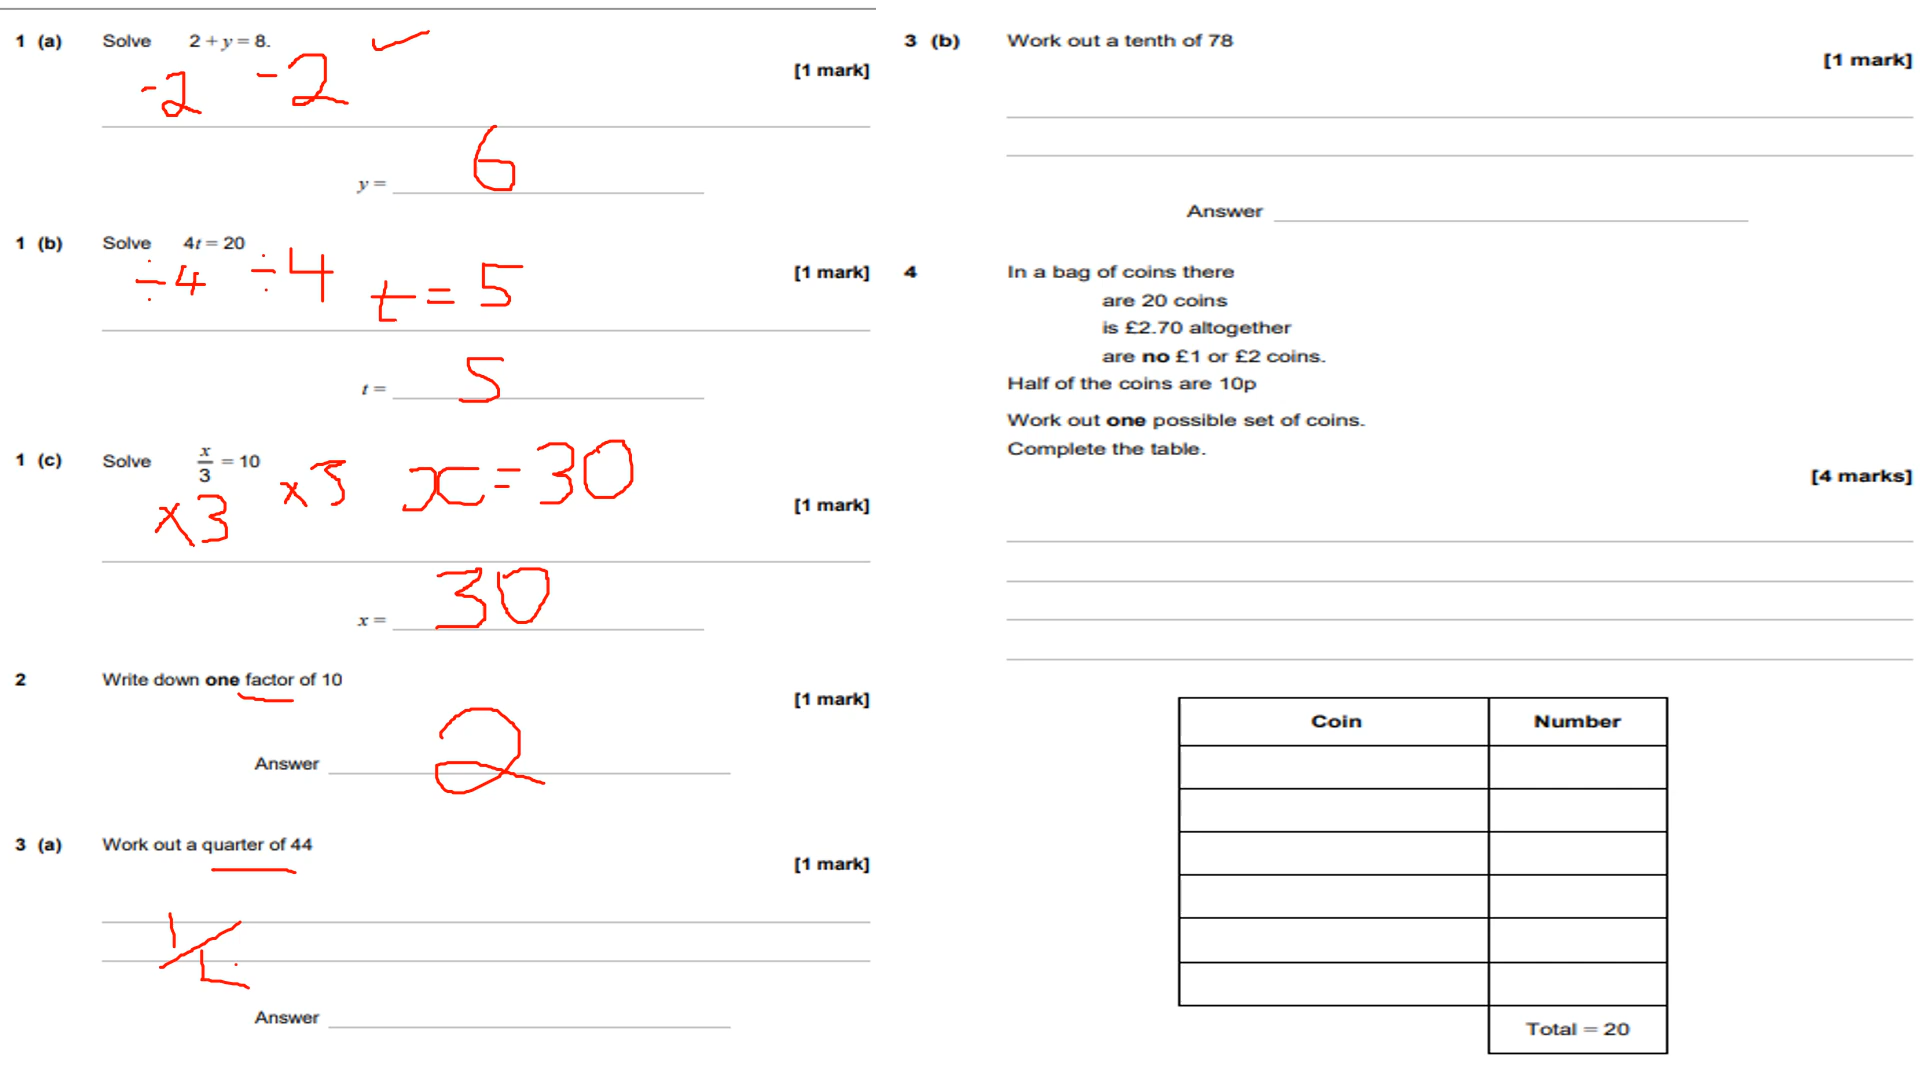 1 (a) Solve 2 + y = 8.
[1 mark]
-2 -2
6
y =
1 (b) Solve 4t = 20
[1 mark]
÷4 ÷4 t = 5
5
t =
1 (c) Solve x/3 = 10
×3 ×3 x = 30
[1 mark]
30
x =
2 Write down one factor of 10
[1 mark]
Answer 2
3 (a) Work out a quarter of 44
[1 mark]
Answer
3 (b) Work out a tenth of 78
[1 mark]
Answer
4 In a bag of coins there
are 20 coins
is £2.70 altogether
are no £1 or £2 coins.
Half of the coins are 10p
Work out one possible set of coins.
Complete the table.
[4 marks]
Coin Number
Total = 20